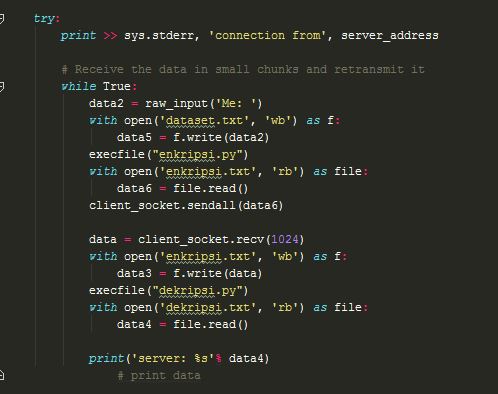 try:
    print >> sys.stderr, 'connection from', server_address

    # Receive the data in small chunks and retransmit it
    while True:
        data2 = raw_input('Me: ')
        with open('dataset.txt', 'wb') as f:
            data5 = f.write(data2)
        execfile("enkripsi.py")
        with open('enkripsi.txt', 'rb') as file:
            data6 = file.read()
        client_socket.sendall(data6)

        data = client_socket.recv(1024)
        with open('enkripsi.txt', 'wb') as f:
            data3 = f.write(data)
        execfile("dekripsi.py")
        with open('dekripsi.txt', 'rb') as file:
            data4 = file.read()

        print('server: %s'% data4)
            # print data